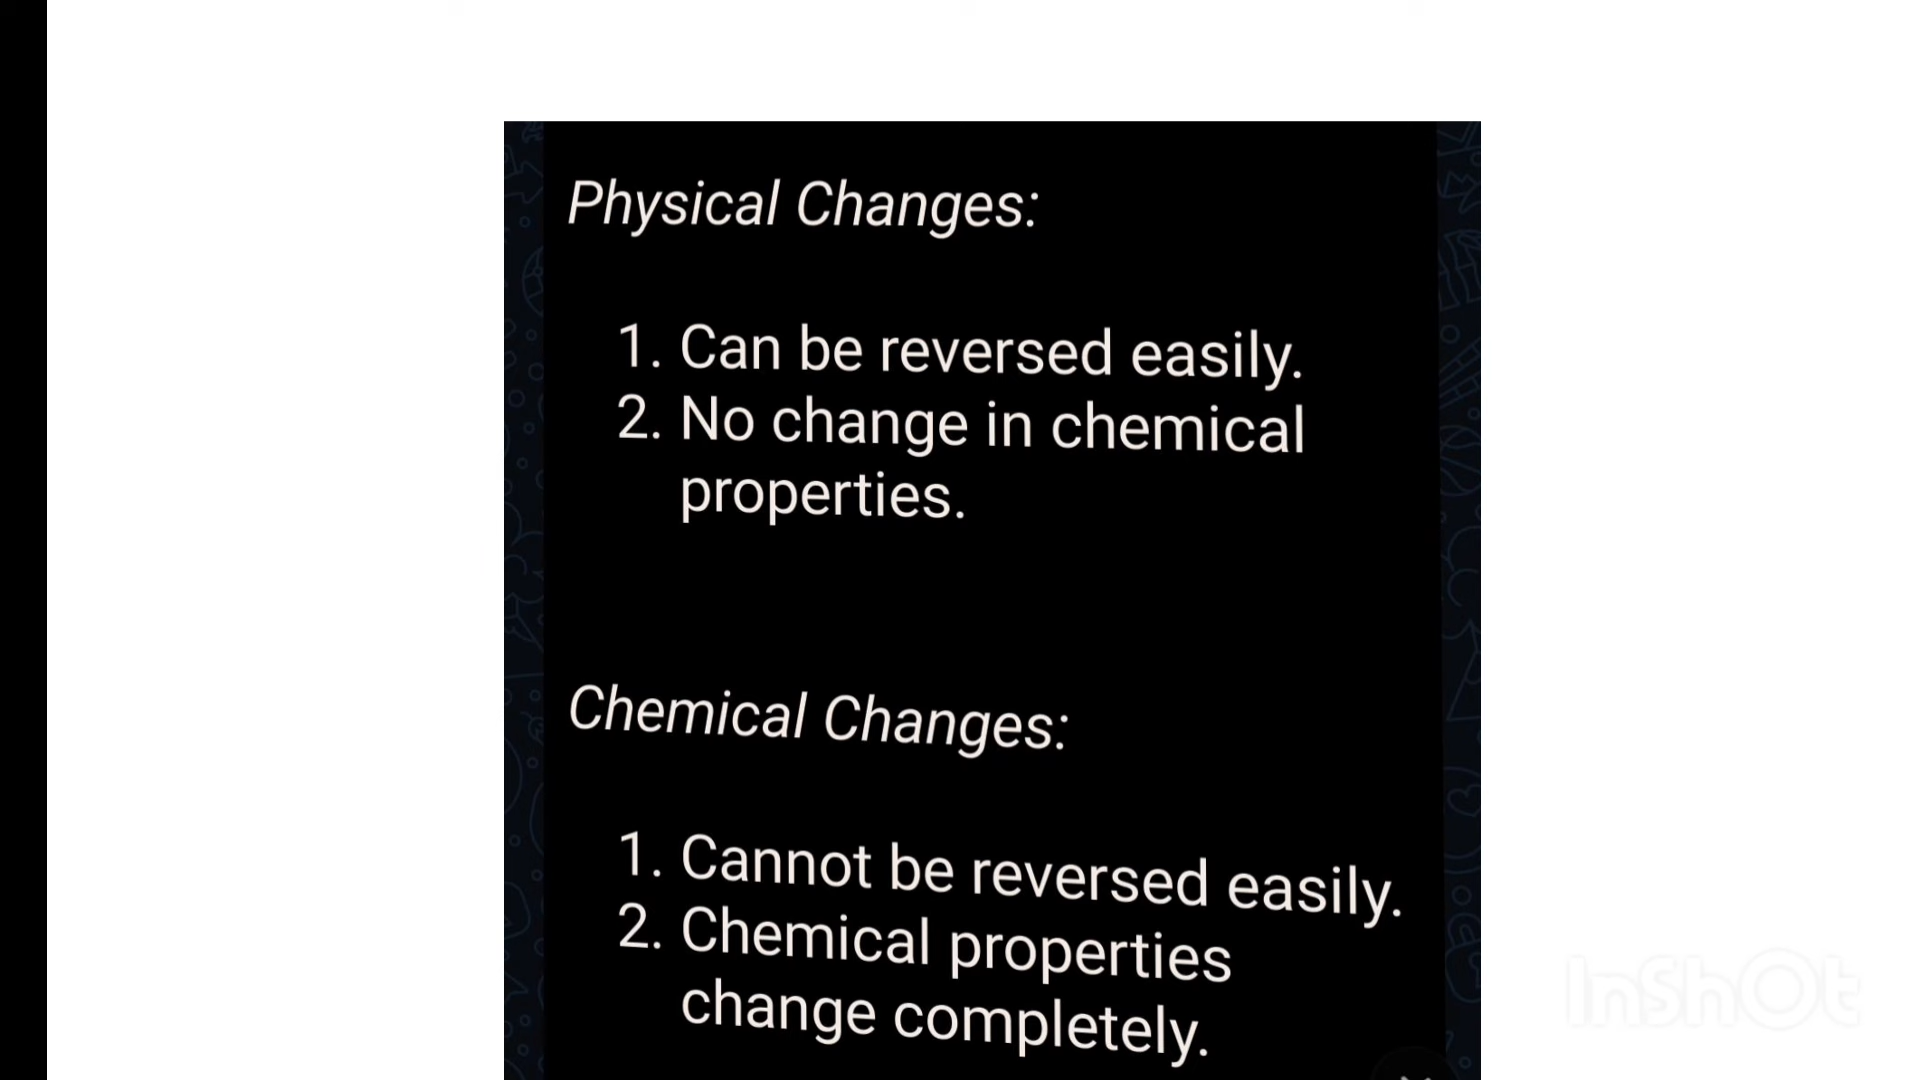 Physical Changes:
1. Can be reversed easily.
2. No change in chemical
properties.
Chemical Changes:
1. Cannot be reversed easily.
2. Chemical properties
change completely.
InShOt